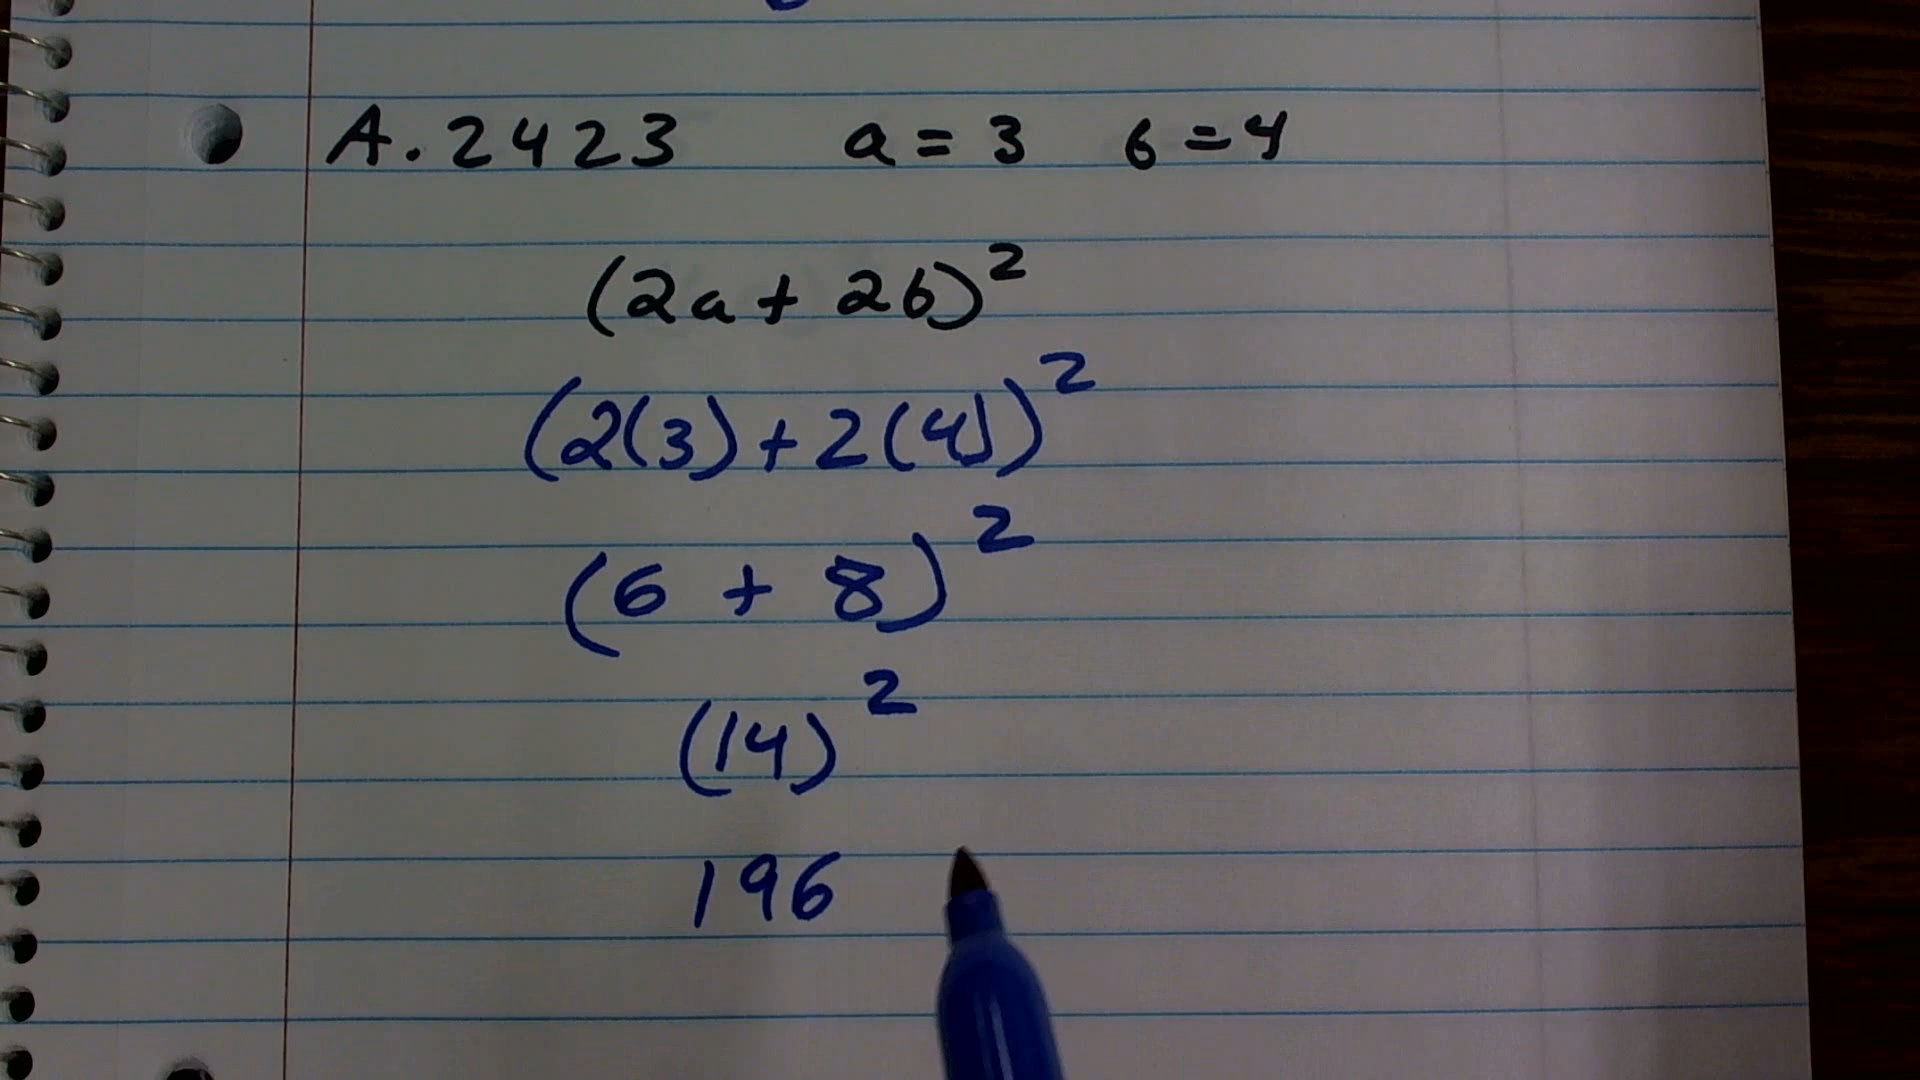 A. 2423 a = 3 b = 4
(2a + 2b)²
(2(3) + 2(4))²
(6 + 8)²
(14)²
196